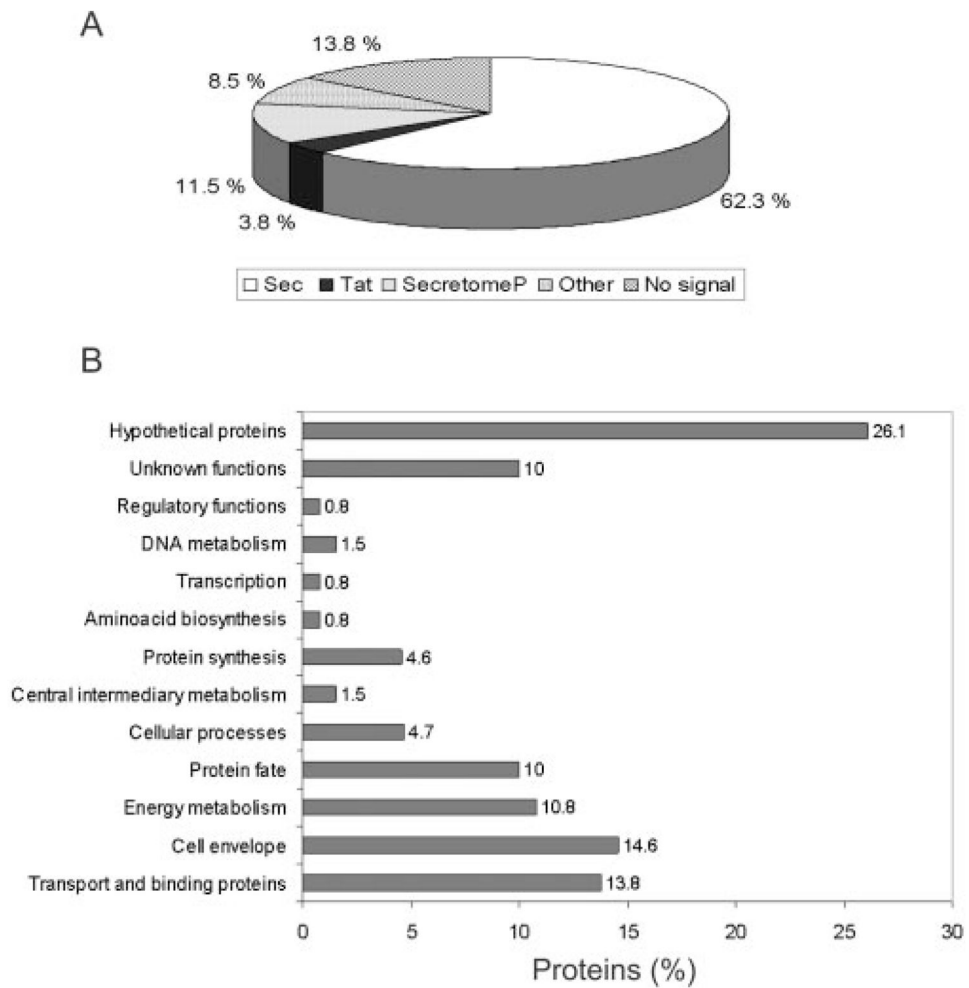 A
13.8 %
8.5 %
11.5 %
3.8 %
62.3 %
Sec Tat SecretomeP Other No signal
B
Hypothetical proteins 26.1
Unknown functions 10
Regulatory functions 0.8
DNA metabolism 1.5
Transcription 0.8
Aminoacid biosynthesis 0.8
Protein synthesis 4.6
Central intermediary metabolism 1.5
Cellular processes 4.7
Protein fate 10
Energy metabolism 10.8
Cell envelope 14.6
Transport and binding proteins 13.8
0 5 10 15 20 25 30
Proteins (%)